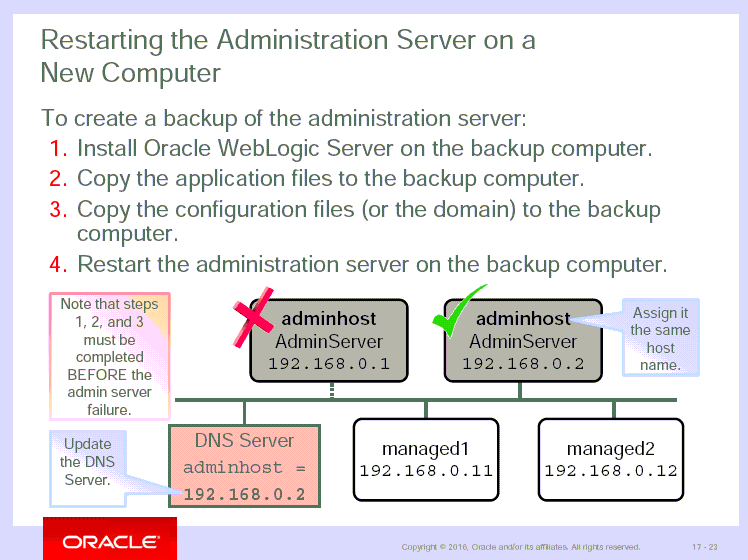 Restarting the Administration Server on a
New Computer
To create a backup of the administration server:
1. Install Oracle WebLogic Server on the backup computer.
2. Copy the application files to the backup computer.
3. Copy the configuration files (or the domain) to the backup
computer.
4. Restart the administration server on the backup computer.
Note that steps
1, 2, and 3
must be
completed
BEFORE the
admin server
failure.
adminhost
AdminServer
192.168.0.1
adminhost
AdminServer
192.168.0.2
Assign it
the same
host
name.
Update
the DNS
Server.
DNS Server
adminhost =
192.168.0.2
managed1
192.168.0.11
managed2
192.168.0.12
ORACLE
Copyright © 2016, Oracle and/or its affiliates. All rights reserved.
17 - 23